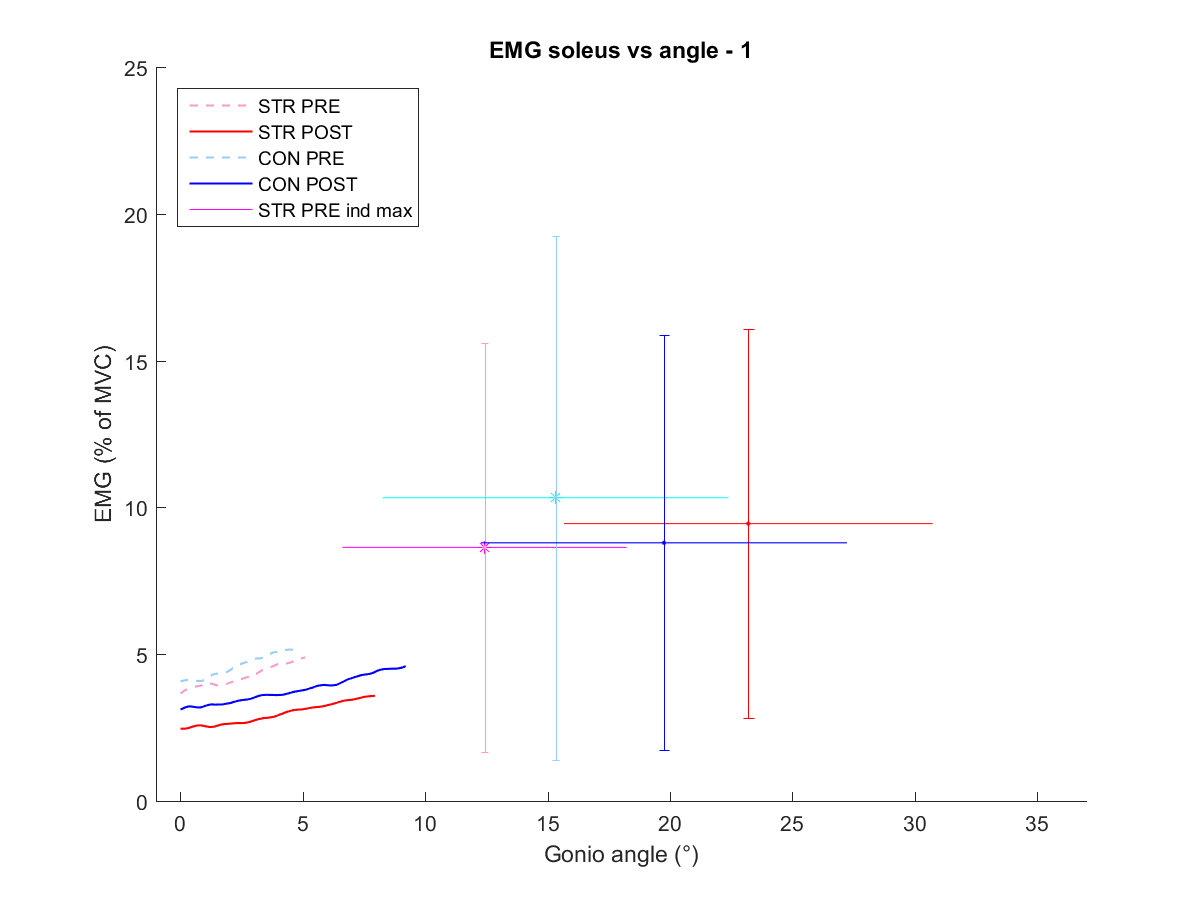 EMG soleus vs angle - 1
25
20
15
10
5
0
EMG (% of MVC)
STR PRE
STR POST
CON PRE
CON POST
STR PRE ind max
0 5 10 15 20 25 30 35
Gonio angle (°)